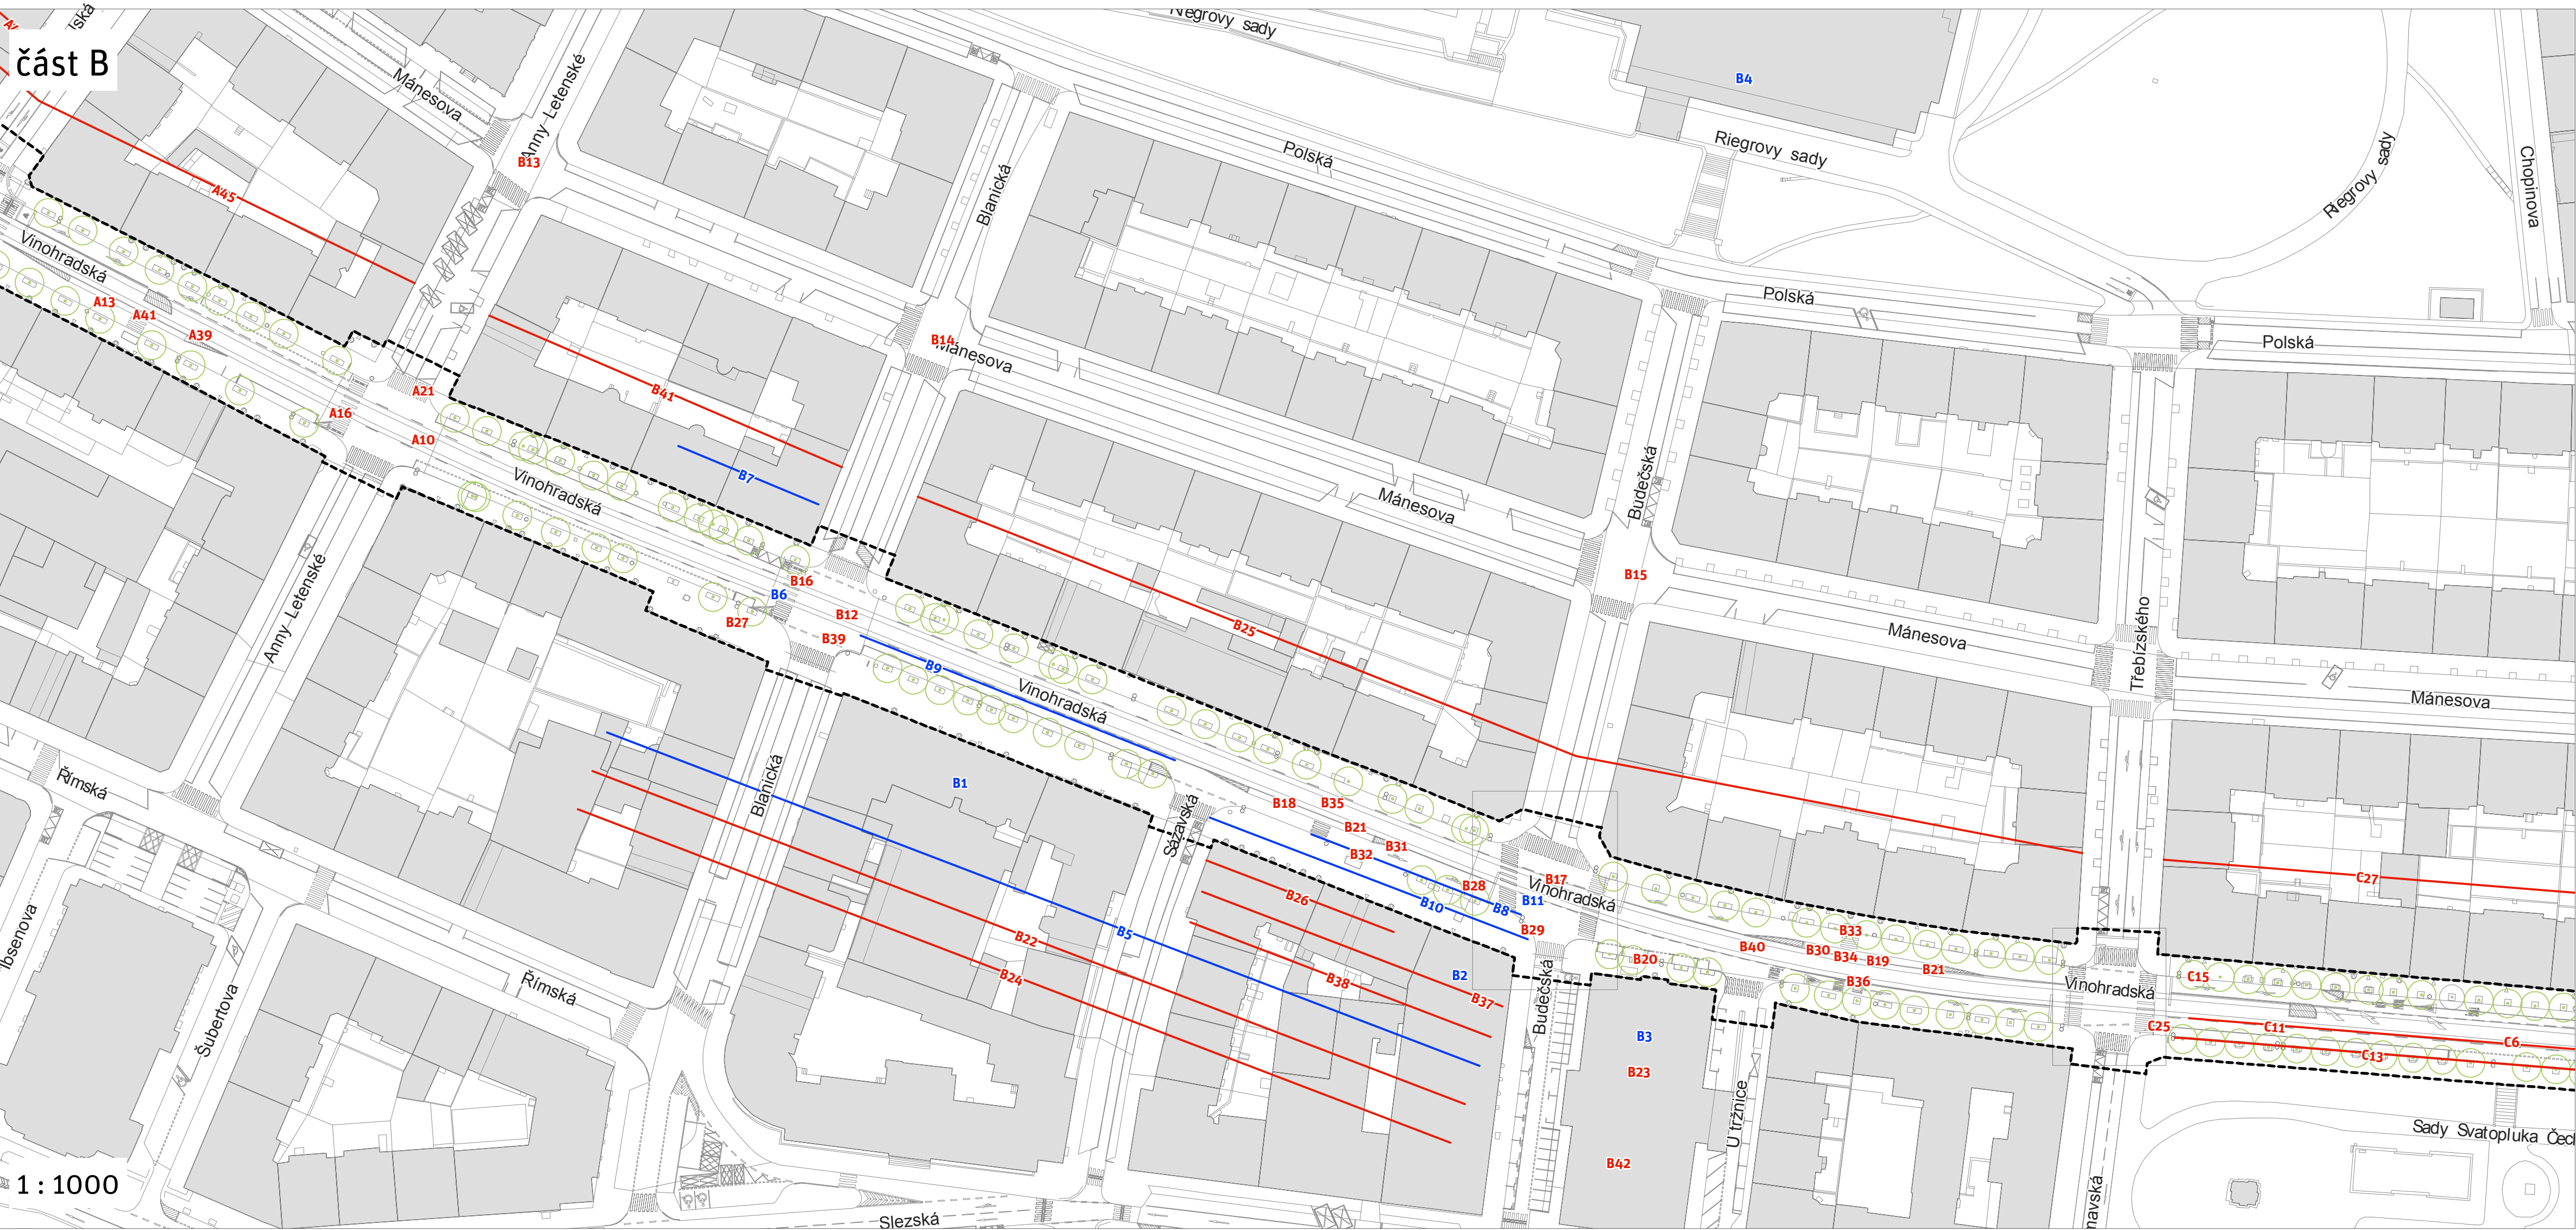 část B
Riegrovy sady
B4
Mánesova
Anny Letenské
B13
Polská
Riegrovy sady
Riegrovy sady
Chopinova
Blanická
A45
Vinohradská
A13
A41
A39
Polská
Polská
B14
Mánesova
A21
A16
A10
B41
B7
Vinohradská
Mánesova
Budečská
Třebízského
B15
B16
B6
B12
B27
B39
B9
B25
Anny Letenské
Mánesova
Mánesova
Vinohradská
Římská
Blanická
B1
Sázavská
B18
B35
B21
B31
B32
B28
B17
Vinohradská
B8
B11
B10
B29
B26
C27
B5
B22
B24
B38
B37
B2
Budečská
B20
B40
B33
B30
B34
B19
B21
B36
Vinohradská
C15
C25
C11
C6
C13
Ibsenova
Šubertova
Římská
B3
B23
B42
U tržnice
Sady Svatopluka Čec
Slezská
1 : 1000